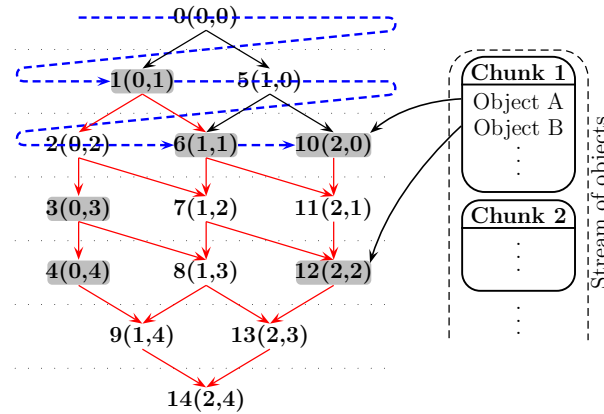 0(0,0)
1(0,1) 5(1,0)
2(0,2) 6(1,1) 10(2,0)
3(0,3) 7(1,2) 11(2,1)
4(0,4) 8(1,3) 12(2,2)
9(1,4) 13(2,3)
14(2,4)
Chunk 1
Object A
Object B
Chunk 2
Stream of objects